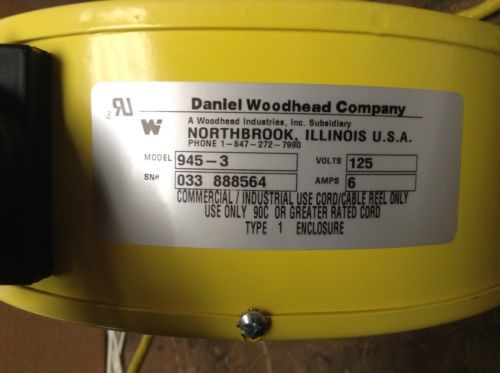 Daniel Woodhead Company
A Woodhead Industries, Inc. Subsidiary
NORTHBROOK, ILLINOIS U.S.A.
PHONE 1-847-272-7990
MODEL 945-3 VOLTS 125
SN# 033 888564 AMPS 6
COMMERCIAL / INDUSTRIAL USE CORD/CABLE REEL ONLY
USE ONLY 90C OR GREATER RATED CORD
TYPE 1 ENCLOSURE